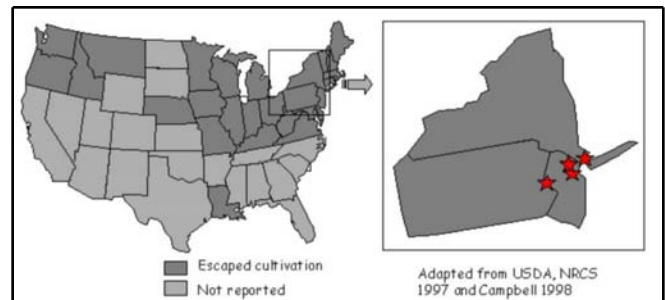 Escaped cultivation
Not reported
Adapted from USDA, NRCS
1997 and Campbell 1998